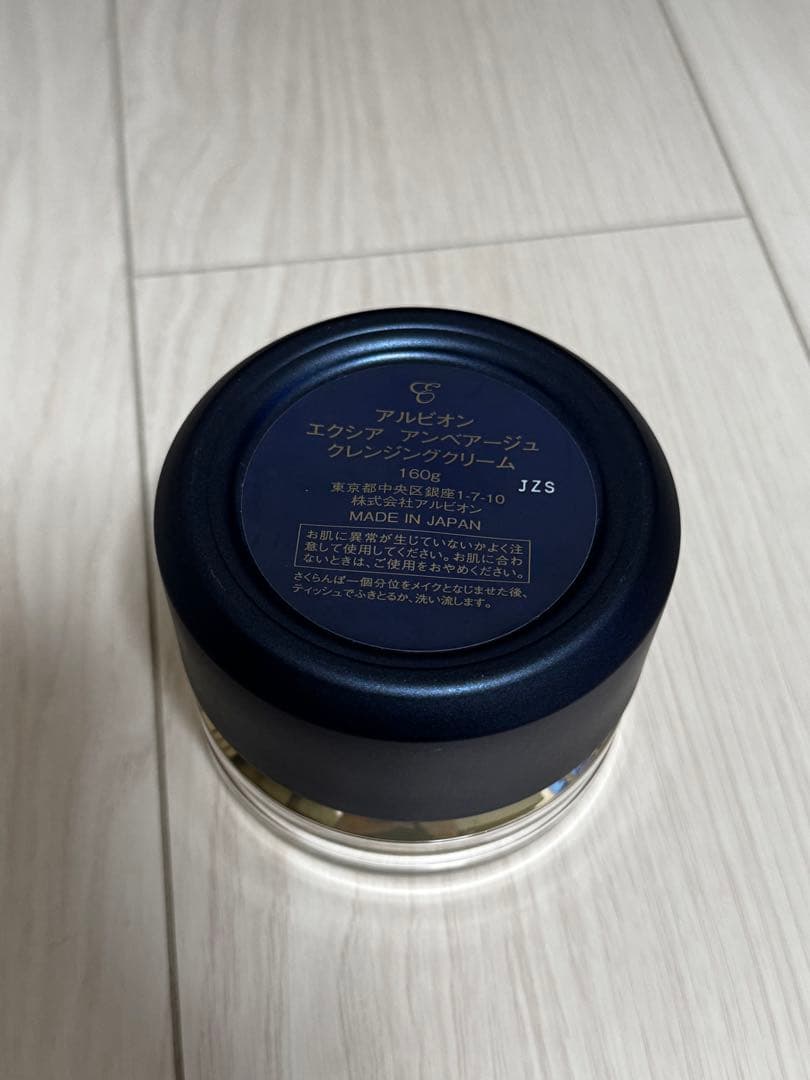 E
アルビオン
エクシア アンベアージュ
クレンジングクリーム
160g
JZS
東京都中央区銀座1-7-10
株式会社アルビオン
MADE IN JAPAN
お肌に異常が生じていないかよく注
意して使用してください。お肌に合わ
ないときは、ご使用をおやめください。
さくらんぼ一個分位をメイクとなじませた後、
ティッシュでふきとるか、洗い流します。